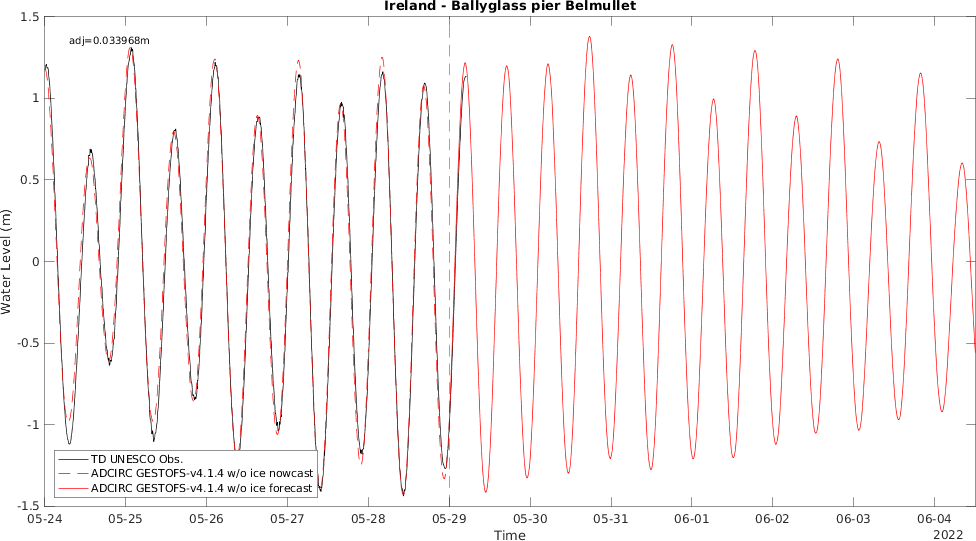 Ireland - Ballyglass pier Belmullet
adj=0.033968m
1.5
1
0.5
0
-0.5
-1
-1.5
Water Level (m)
TD UNESCO Obs.
ADCIRC GESTOFS-v4.1.4 w/o ice nowcast
ADCIRC GESTOFS-v4.1.4 w/o ice forecast
05-24 05-25 05-26 05-27 05-28 05-29 05-30 05-31 06-01 06-02 06-03 06-04
Time
2022